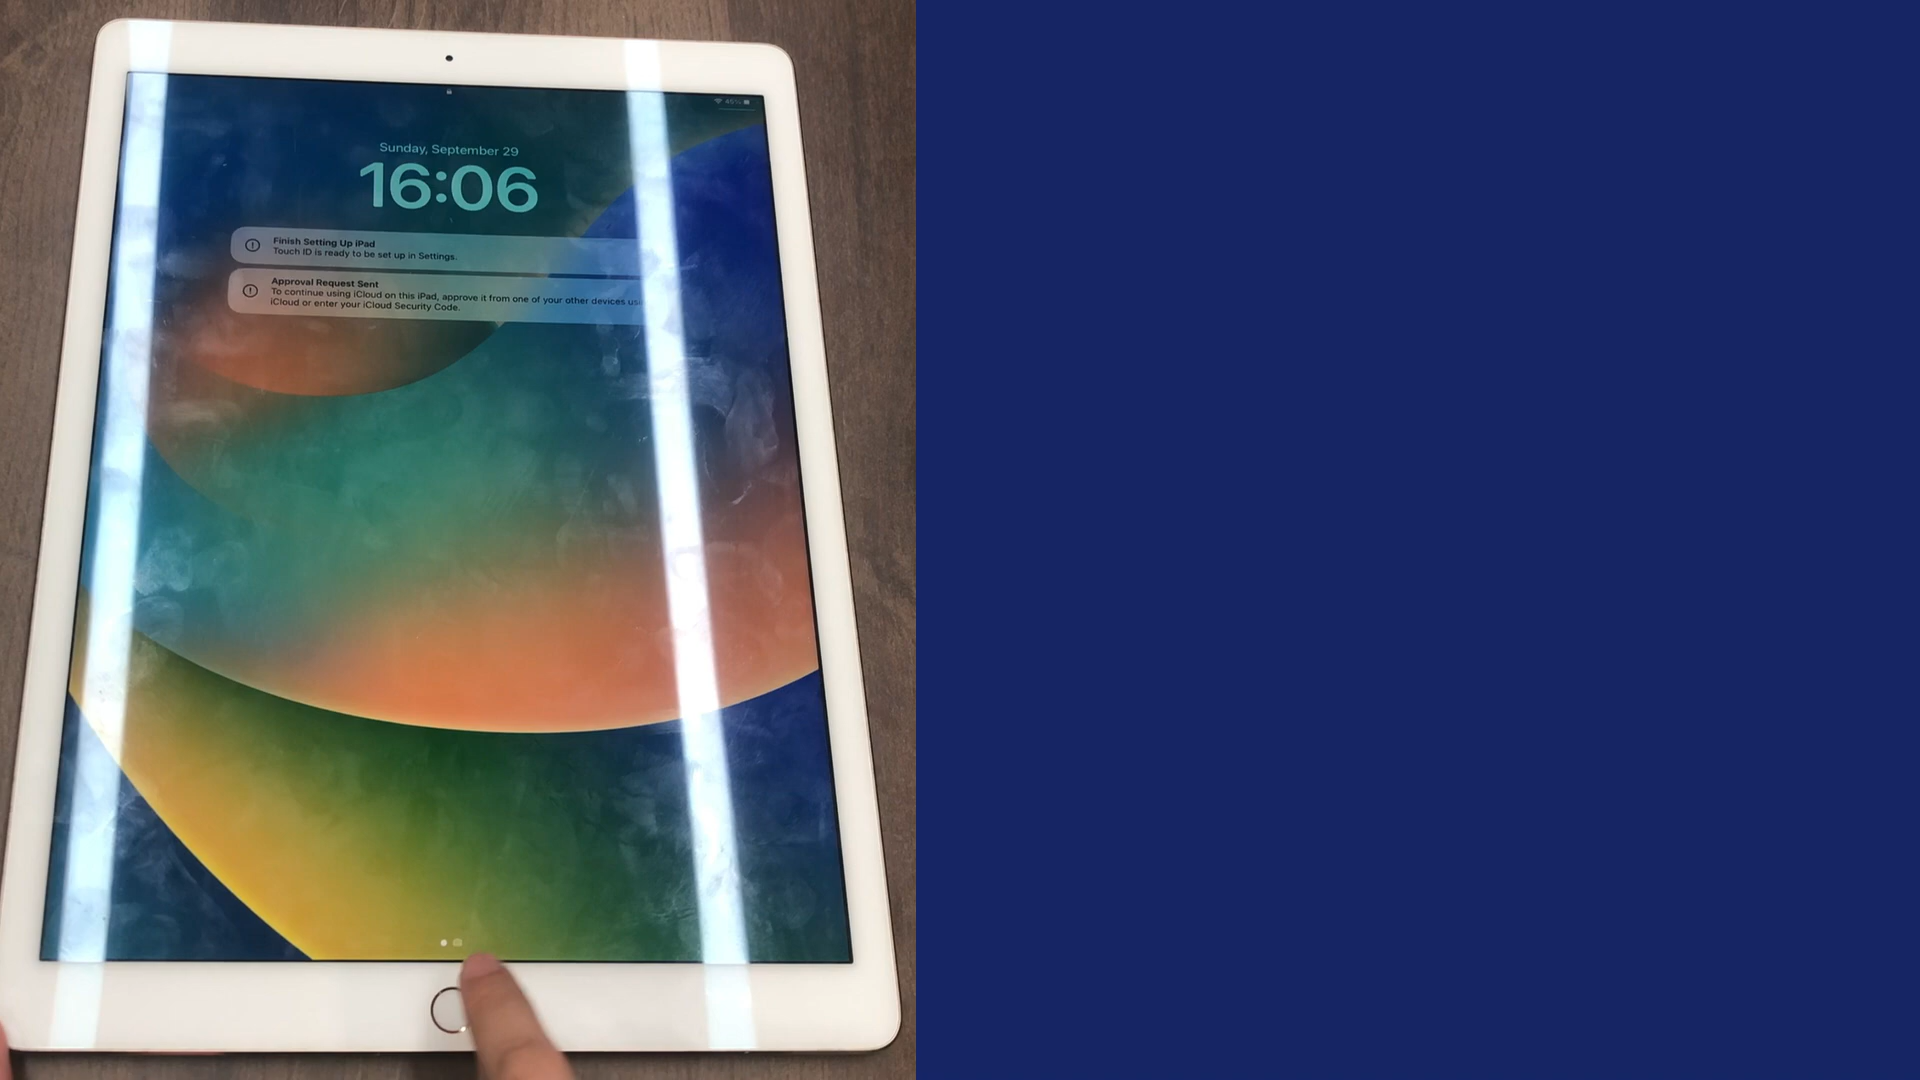 45%
Sunday, September 29
16:06
Finish Setting Up iPad
Touch ID is ready to be set up in Settings.
Approval Request Sent
To continue using iCloud on this iPad, approve it from one of your other devices
iCloud or enter your iCloud Security Code.